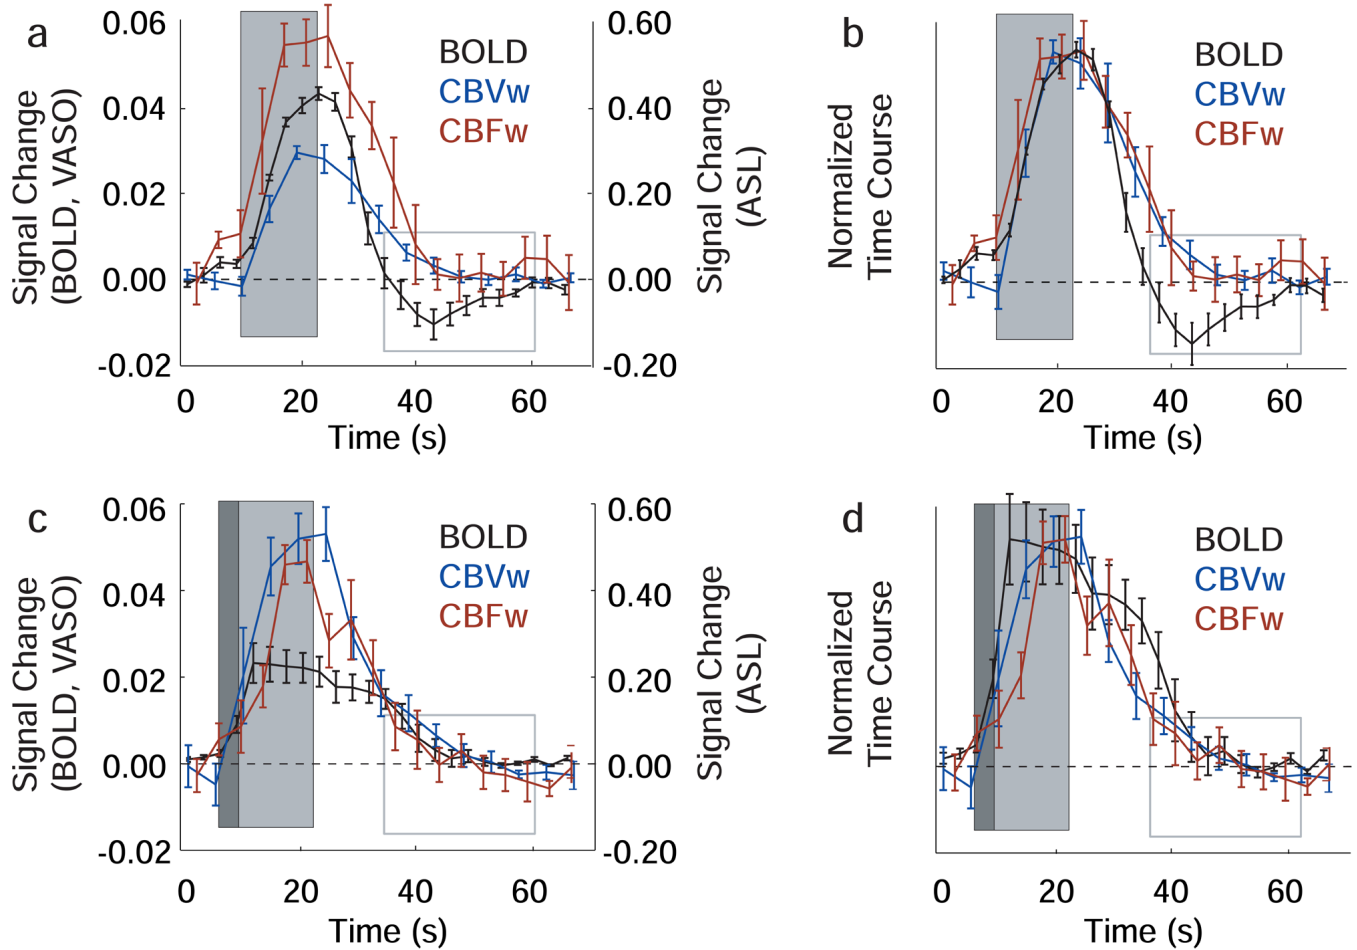 a
Signal Change
(BOLD, VASO)
0.06
0.04
0.02
0.00
-0.02
BOLD
CBVw
CBFw
0.60
0.40
0.20
0.00
-0.20
Signal Change
(ASL)
0 20 40 60
Time (s)
b
Normalized
Time Course
BOLD
CBVw
CBFw
0 20 40 60
Time (s)
c
Signal Change
(BOLD, VASO)
0.06
0.04
0.02
0.00
-0.02
BOLD
CBVw
CBFw
0.60
0.40
0.20
0.00
-0.20
Signal Change
(ASL)
0 20 40 60
Time (s)
d
Normalized
Time Course
BOLD
CBVw
CBFw
0 20 40 60
Time (s)